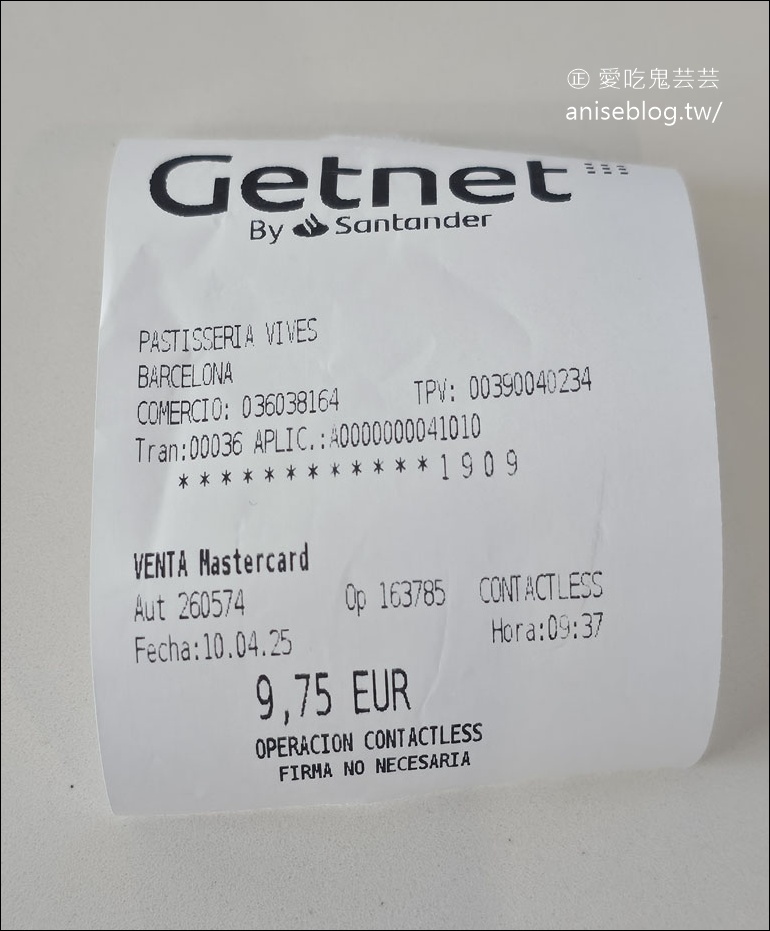 ㊣ 愛吃鬼芸芸
aniseblog.tw/
Getnet
By Santander
PASTISSERIA VIVES
BARCELONA
COMERCIO: 036038164 TPV: 00390040234
Tran:00036 APLIC.:A0000000041010
************1909
VENTA Mastercard
Aut 260574 Op 163785 CONTACTLESS
Fecha:10.04.25 Hora:09:37
9,75 EUR
OPERACION CONTACTLESS
FIRMA NO NECESARIA